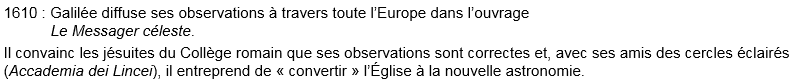 1610 : Galilée diffuse ses observations à travers toute l’Europe dans l’ouvrage
Le Messager céleste.
Il convainc les jésuites du Collège romain que ses observations sont correctes et, avec ses amis des cercles éclairés
(Accademia dei Lincei), il entreprend de « convertir » l’Église à la nouvelle astronomie.